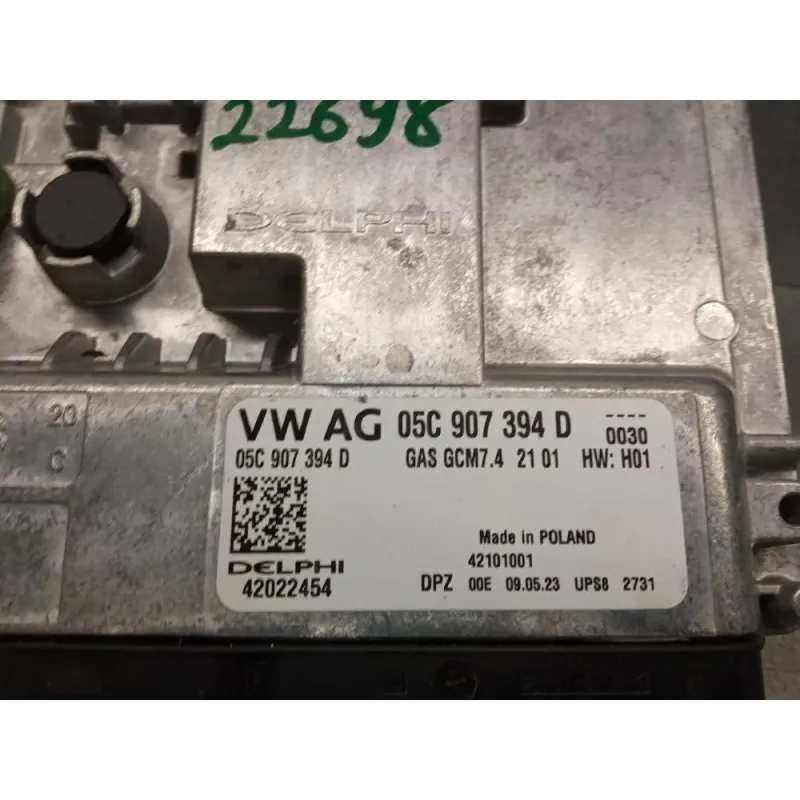 22698
DELPHI
20
C
VW AG 05C 907 394 D ----
0030
05C 907 394 D GAS GCM7.4 21 01 HW: H01
Made in POLAND
DELPHI 42101001
42022454 DPZ 00E 09.05.23 UPS8 2731